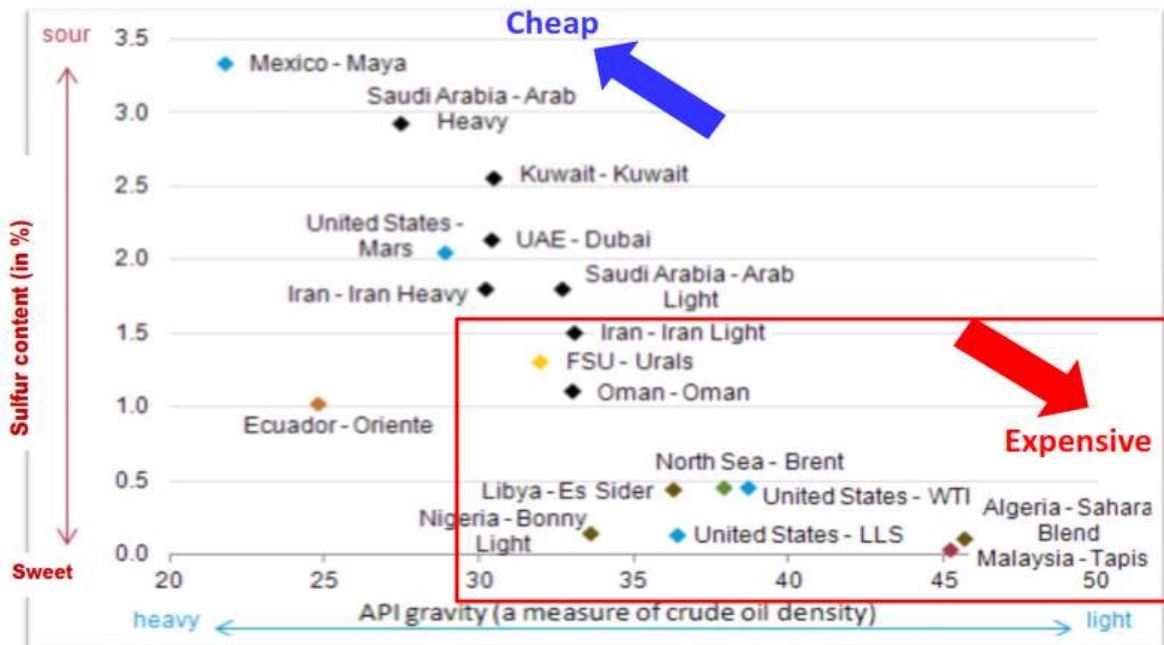 Cheap
sour
3.5
Mexico - Maya
Saudi Arabia - Arab
Heavy
3.0
Kuwait - Kuwait
2.5
United States -
Mars
UAE - Dubai
2.0
Iran - Iran Heavy
Saudi Arabia - Arab
Light
1.5
Iran - Iran Light
FSU - Urals
Oman - Oman
1.0
Ecuador - Oriente
Expensive
North Sea - Brent
0.5
Libya - Es Sider
United States - WTI
Nigeria - Bonny
Light
United States - LLS
Algeria - Sahara
Blend
Malaysia - Tapis
0.0
Sulfur content (in %)
Sweet
20 25 30 35 40 45 50
heavy
API gravity (a measure of crude oil density)
light